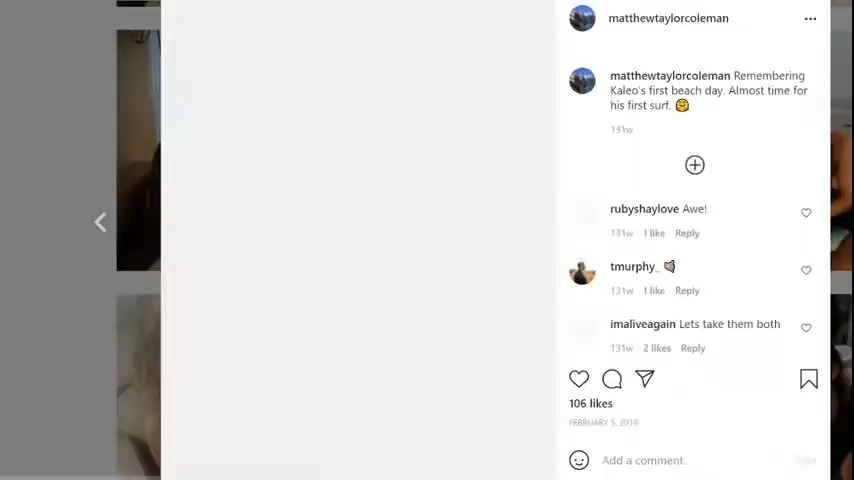 matthewtaylorcoleman
matthewtaylorcoleman Remembering
Kaleo's first beach day. Almost time for
his first surf.
131w
rubyshaylove Awe!
131w 1 like Reply
tmurphy_
131w 1 like Reply
imaliveagain Lets take them both
131w 2 likes Reply
106 likes
FEBRUARY 5, 2019
Add a comment.